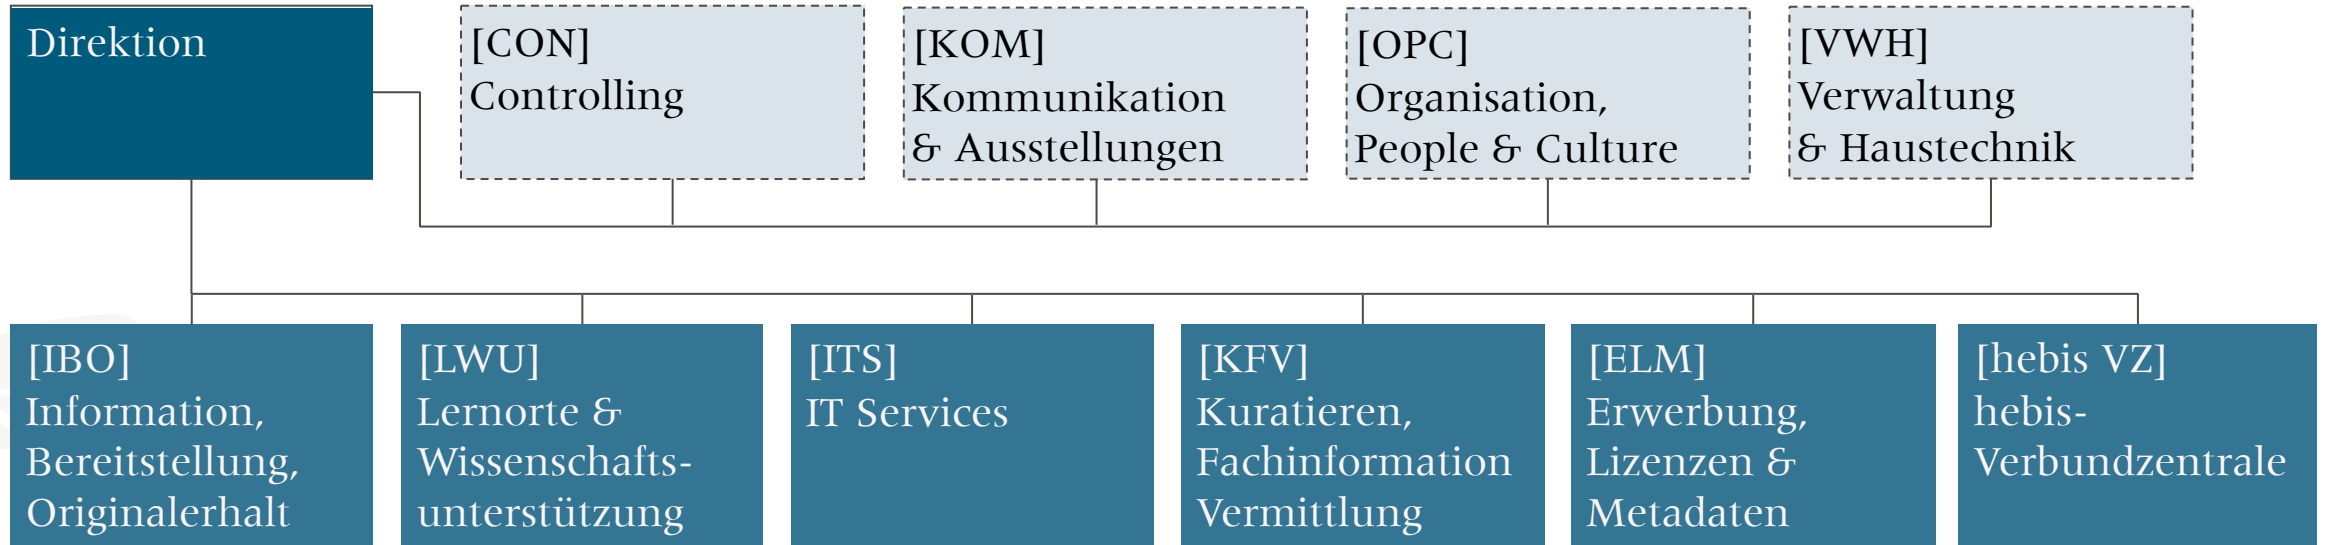 Direktion
[CON]
Controlling
[KOM]
Kommunikation
& Ausstellungen
[OPC]
Organisation,
People & Culture
[VWH]
Verwaltung
& Haustechnik
[IBO]
Information,
Bereitstellung,
Originalerhalt
[LWU]
Lernorte &
Wissenschafts-
unterstützung
[ITS]
IT Services
[KFV]
Kuratieren,
Fachinformation
Vermittlung
[ELM]
Erwerbung,
Lizenzen &
Metadaten
[hebis VZ]
hebis-
Verbundzentrale